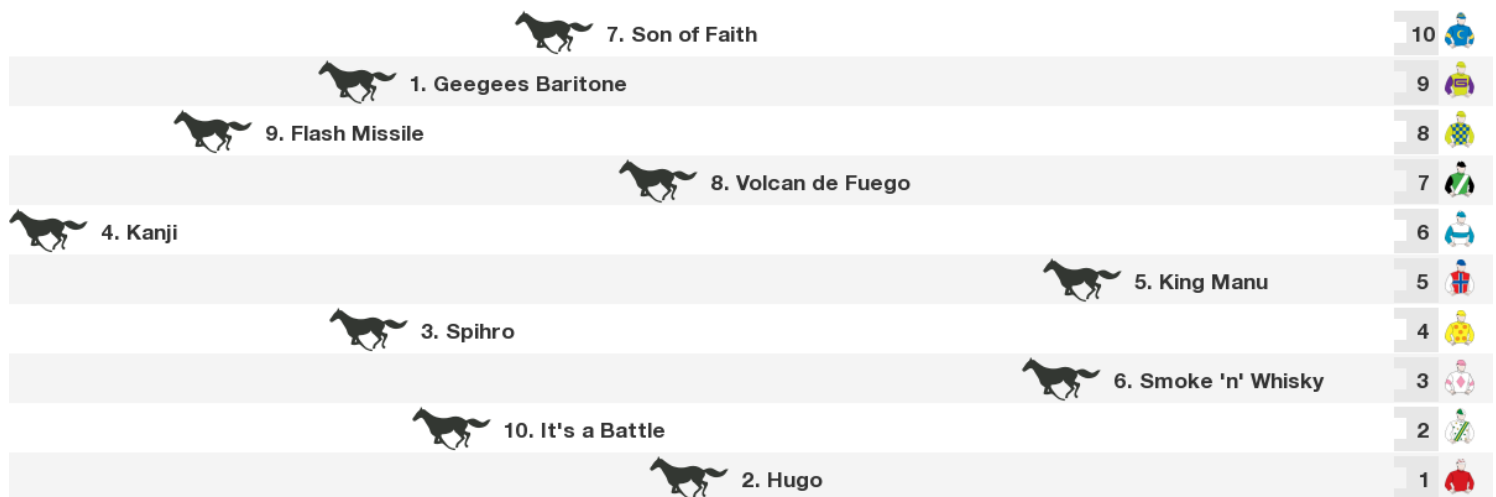 7. Son of Faith 10
1. Geegees Baritone 9
9. Flash Missile 8
8. Volcan de Fuego 7
4. Kanji 6
5. King Manu 5
3. Spihro 4
6. Smoke 'n' Whisky 3
10. It's a Battle 2
2. Hugo 1